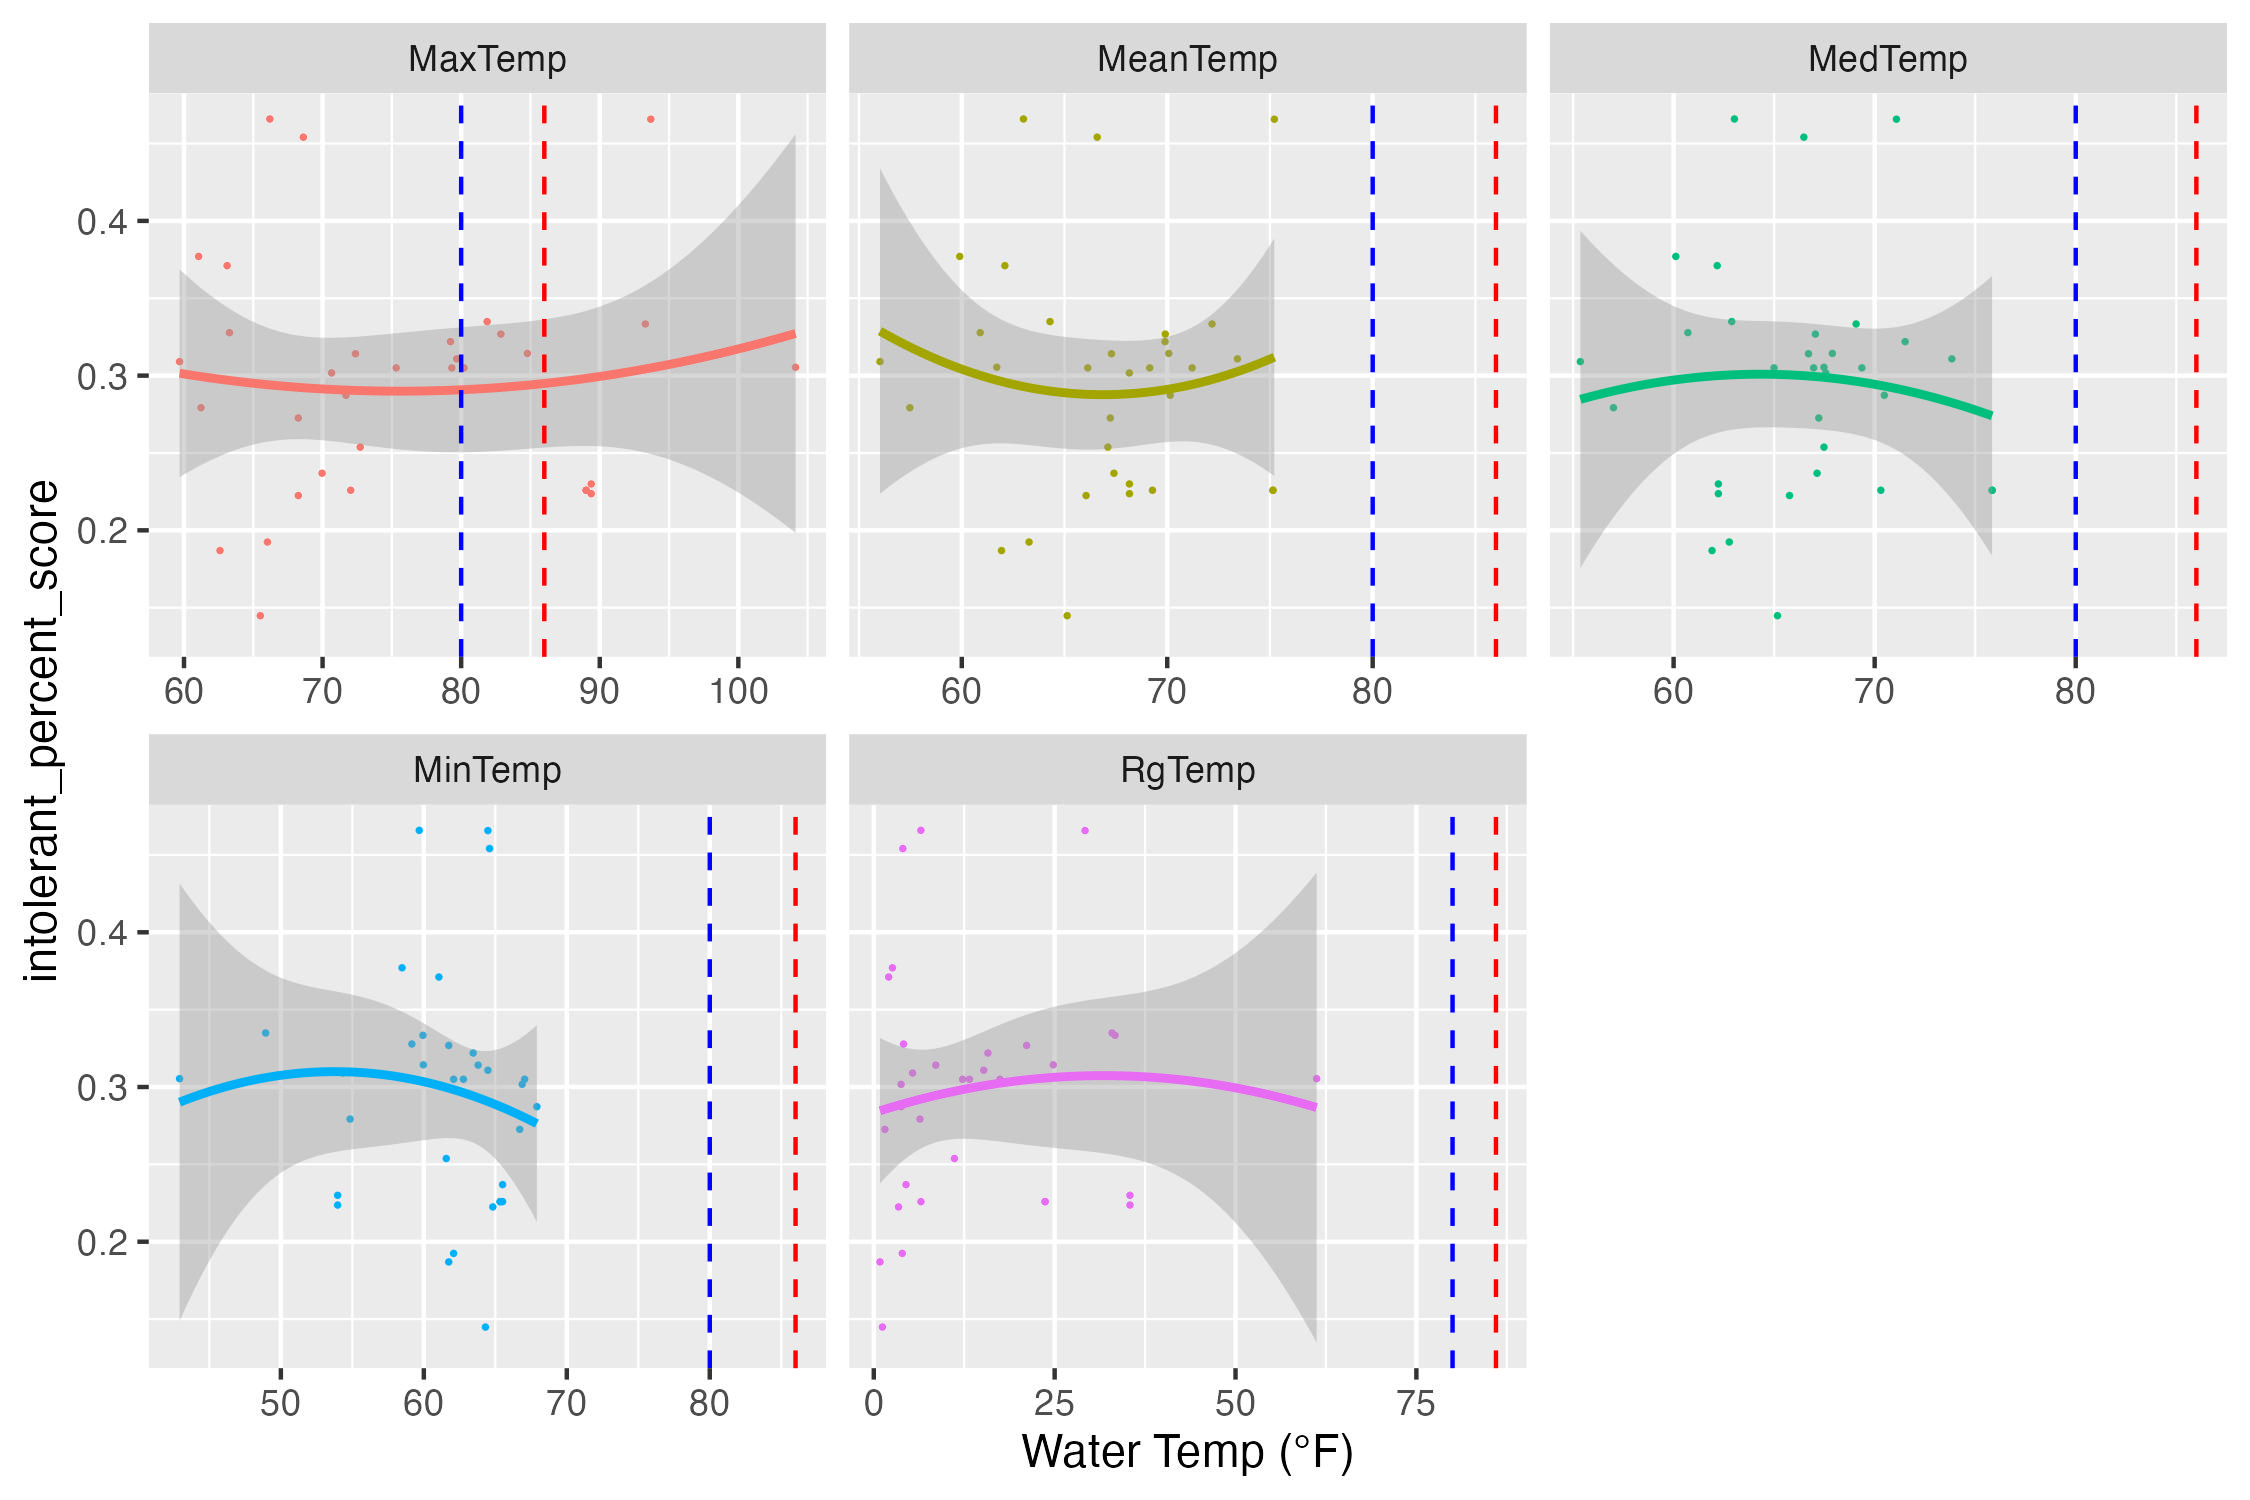 MaxTemp MeanTemp MedTemp
0.4
0.3
0.2
60 70 80 90 100 60 70 80 60 70 80
MinTemp RgTemp
0.4
0.3
0.2
50 60 70 80 0 25 50 75
Water Temp (°F)
intolerant_percent_score